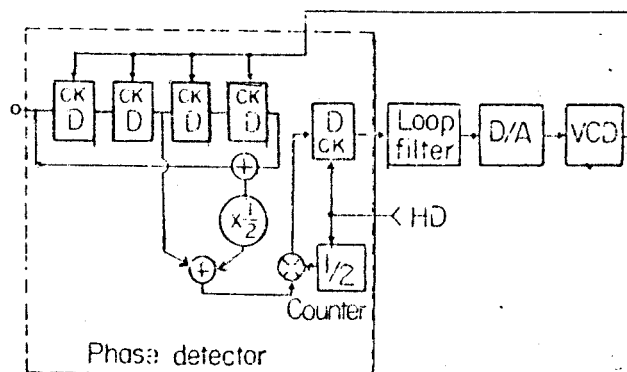 CK D
CK D
CK D
CK D
D CK
Loop filter
D/A
VCO
+
×1/2
HD
+
1/2
Counter
Phase detector